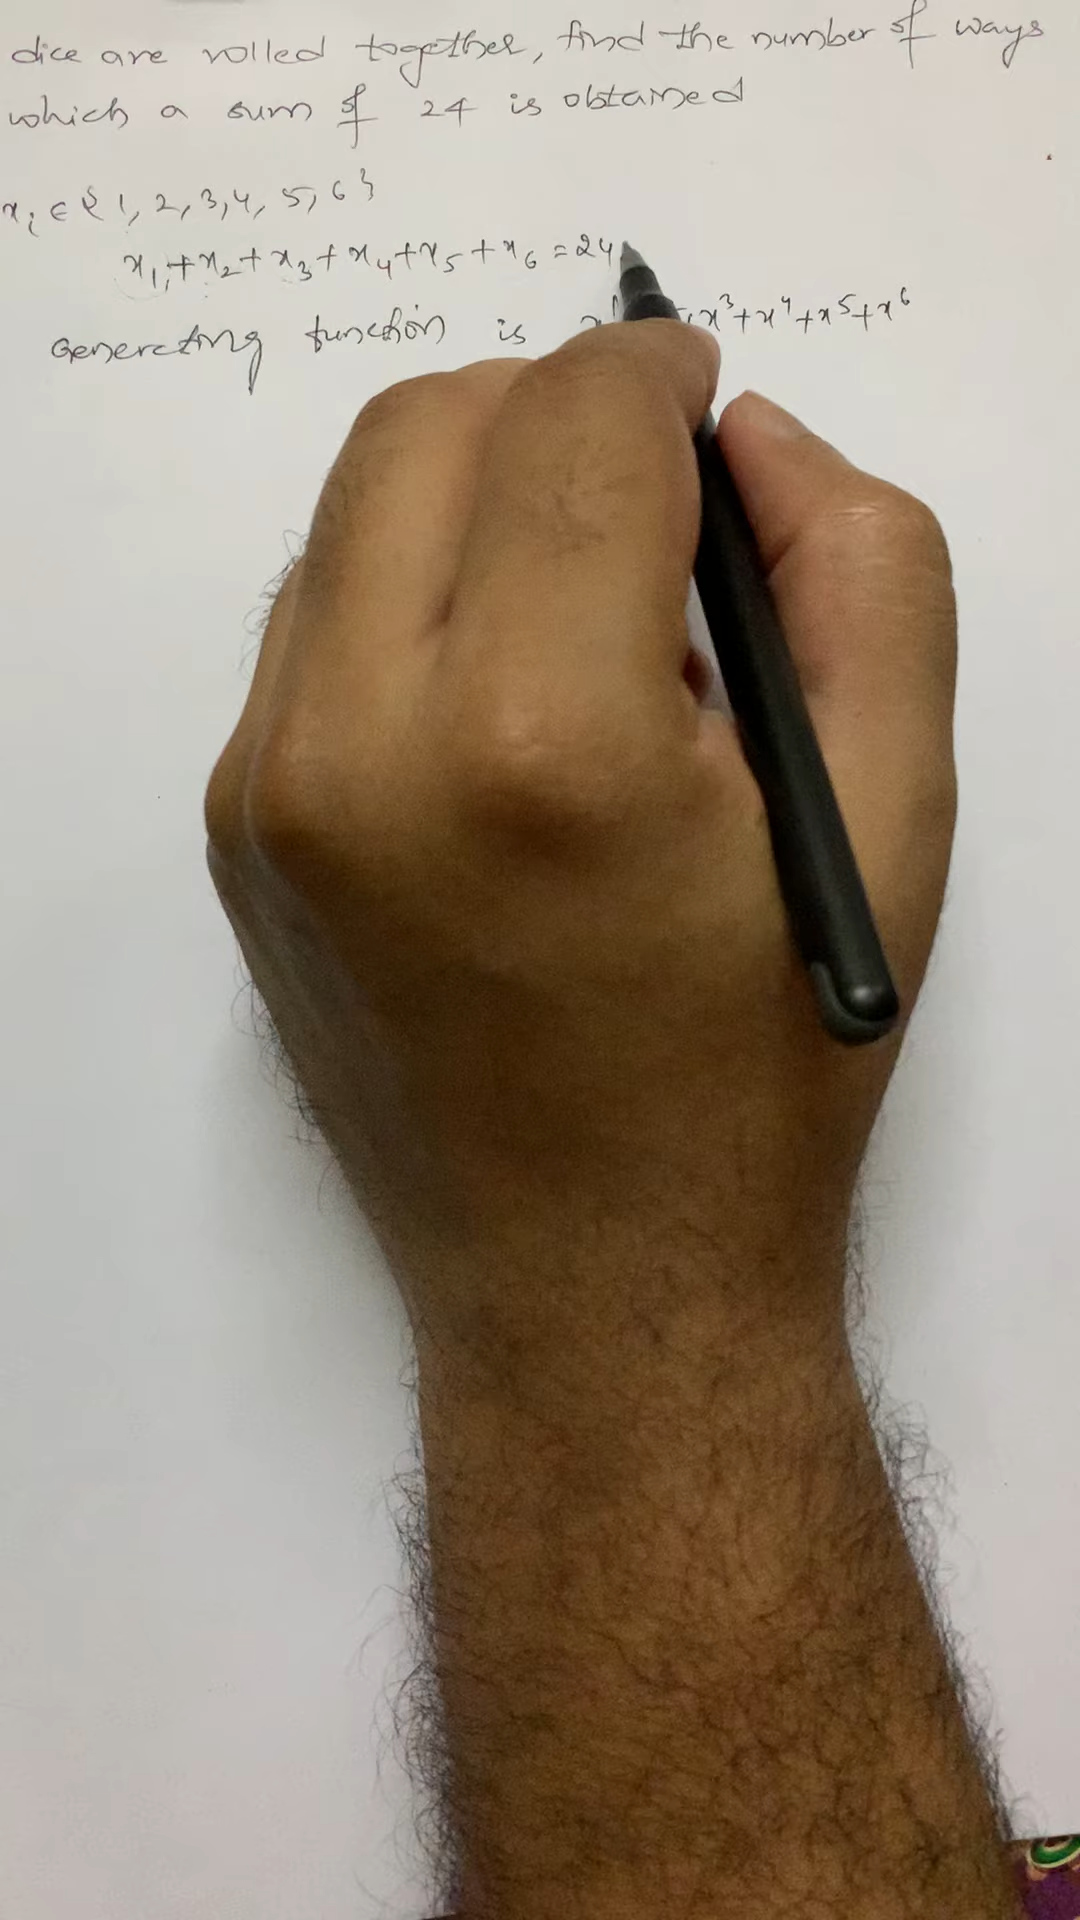 dice are rolled together, find the number of ways
which a sum of 24 is obtained
xᵢ ∈ {1, 2, 3, 4, 5, 6}
x₁ + x₂ + x₃ + x₄ + x₅ + x₆ = 24
Generating function is x¹ + x³ + x⁴ + x⁵ + x⁶